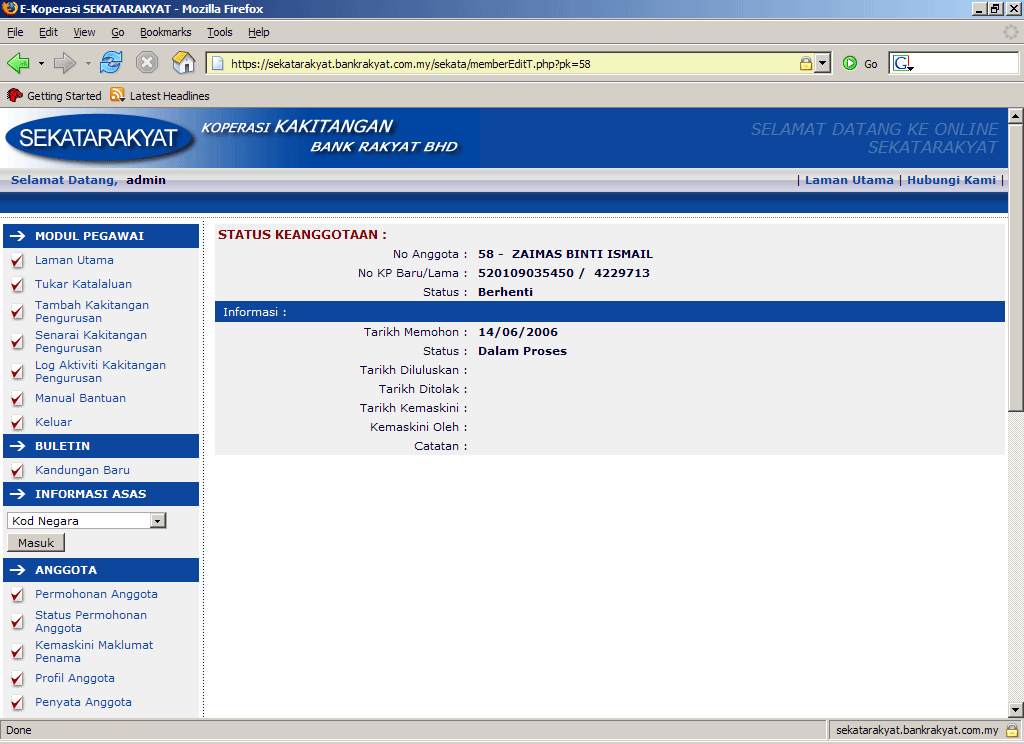 E-Koperasi SEKATARAKYAT - Mozilla Firefox
File Edit View Go Bookmarks Tools Help
https://sekatarakyat.bankrakyat.com.my/sekata/memberEditT.php?pk=58
Go
G
Getting Started Latest Headlines
SEKATARAKYAT
KOPERASI KAKITANGAN
BANK RAKYAT BHD
SELAMAT DATANG KE ONLINE
SEKATARAKYAT
Selamat Datang, admin
| Laman Utama | Hubungi Kami |
MODUL PEGAWAI
Laman Utama
Tukar Katalaluan
Tambah Kakitangan
Pengurusan
Senarai Kakitangan
Pengurusan
Log Aktiviti Kakitangan
Pengurusan
Manual Bantuan
Keluar
BULETIN
Kandungan Baru
INFORMASI ASAS
Kod Negara
Masuk
ANGGOTA
Permohonan Anggota
Status Permohonan
Anggota
Kemaskini Maklumat
Penama
Profil Anggota
Penyata Anggota
STATUS KEANGGOTAAN :
No Anggota : 58 - ZAIMAS BINTI ISMAIL
No KP Baru/Lama : 520109035450 / 4229713
Status : Berhenti
Informasi :
Tarikh Memohon : 14/06/2006
Status : Dalam Proses
Tarikh Diluluskan :
Tarikh Ditolak :
Tarikh Kemaskini :
Kemaskini Oleh :
Catatan :
Done
sekatarakyat.bankrakyat.com.my